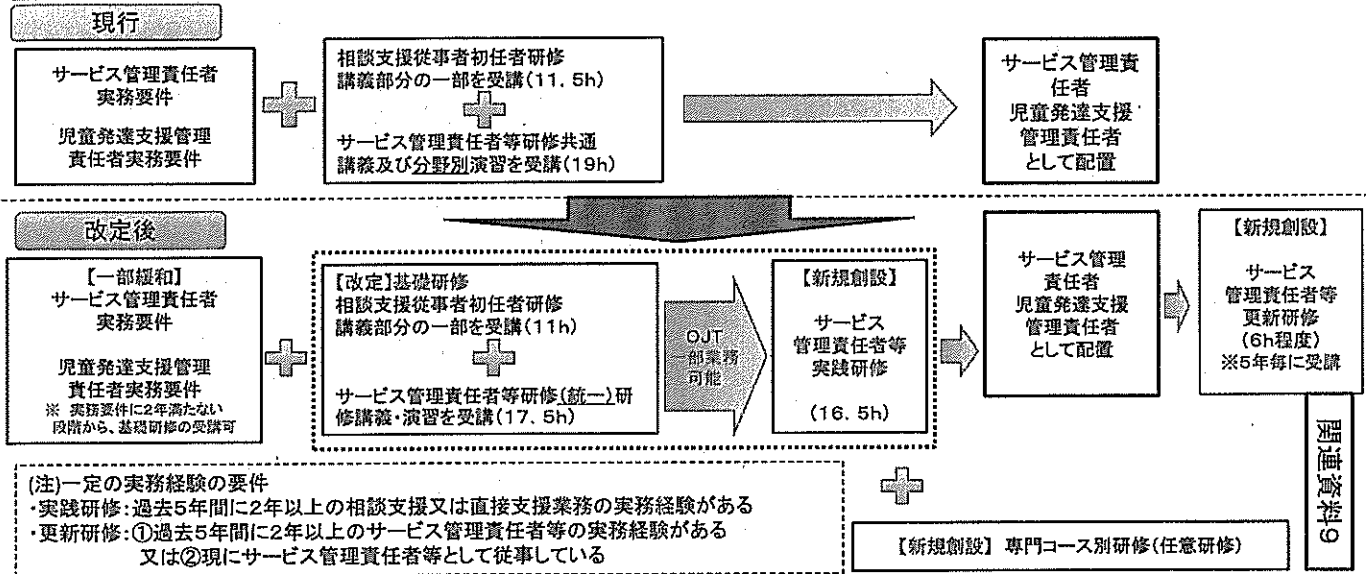 現行
サービス管理責任者
実務要件
児童発達支援管理
責任者実務要件
相談支援従事者初任者研修
講義部分の一部を受講(11.5h)
サービス管理責任者等研修共通
講義及び分野別演習を受講(19h)
サービス管理責
任者
児童発達支援
管理責任者
として配置
改定後
【一部緩和】
サービス管理責任者
実務要件
児童発達支援管理
責任者実務要件
※ 実務要件に2年満たない
段階から、基礎研修の受講可
【改定】基礎研修
相談支援従事者初任者研修
講義部分の一部を受講(11h)
サービス管理責任者等研修(統一)研
修講義・演習を受講(17.5h)
OJT
一部業務
可能
【新規創設】
サービス
管理責任者等
実践研修
(16.5h)
サービス管理
責任者
児童発達支援
管理責任者
として配置
【新規創設】
サービス
管理責任者等
更新研修
(6h程度)
※5年毎に受講
関連資料9
(注)一定の実務経験の要件
・実践研修:過去5年間に2年以上の相談支援又は直接支援業務の実務経験がある
・更新研修:①過去5年間に2年以上のサービス管理責任者等の実務経験がある
又は②現にサービス管理責任者等として従事している
【新規創設】 専門コース別研修(任意研修)